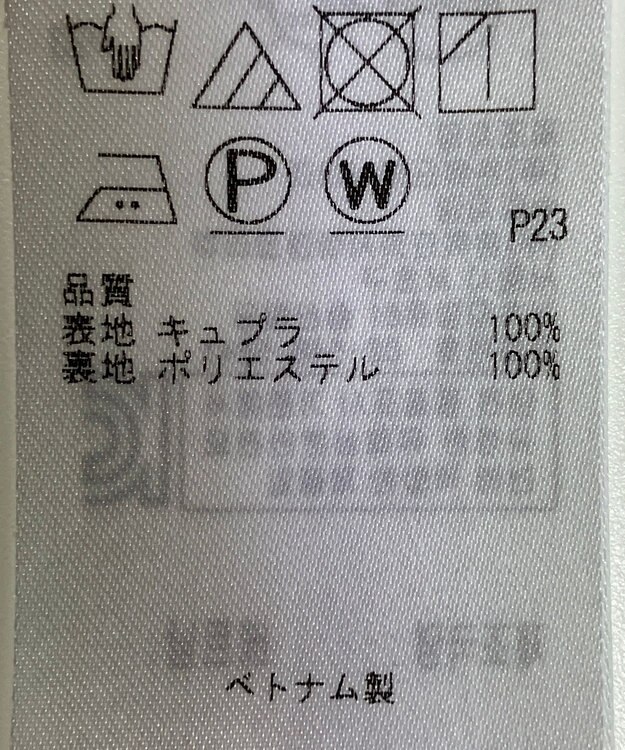 P W
P23
品質
表地 キュプラ 100%
裏地 ポリエステル 100%
ベトナム製